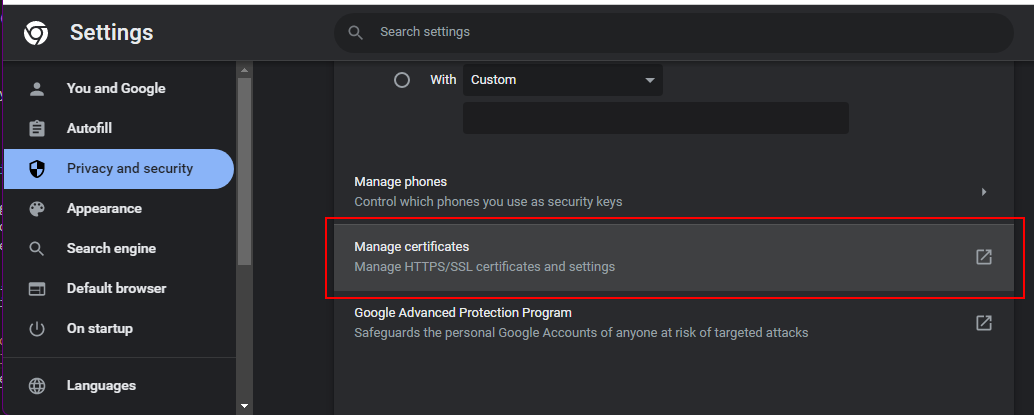 Settings
Search settings
You and Google
Autofill
Privacy and security
Appearance
Search engine
Default browser
On startup
Languages
With Custom
Manage phones
Control which phones you use as security keys
Manage certificates
Manage HTTPS/SSL certificates and settings
Google Advanced Protection Program
Safeguards the personal Google Accounts of anyone at risk of targeted attacks